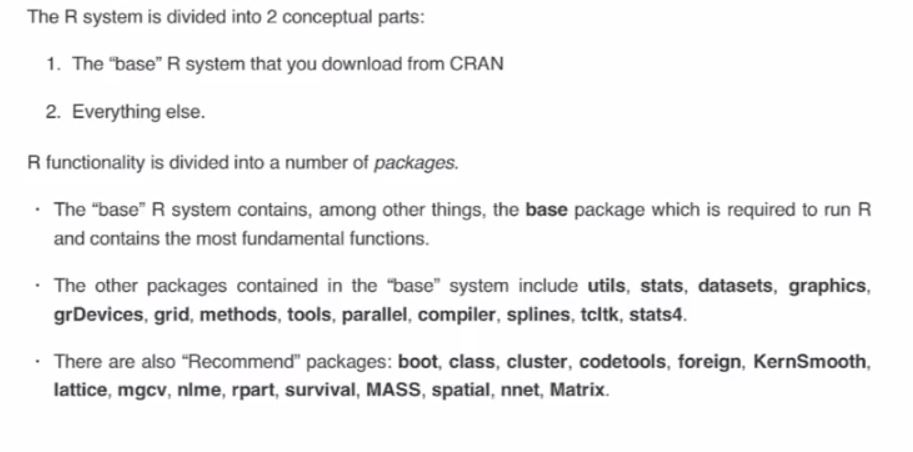 The R system is divided into 2 conceptual parts:
1. The “base” R system that you download from CRAN
2. Everything else.
R functionality is divided into a number of packages.
· The “base” R system contains, among other things, the base package which is required to run R
and contains the most fundamental functions.
· The other packages contained in the “base” system include utils, stats, datasets, graphics,
grDevices, grid, methods, tools, parallel, compiler, splines, tcltk, stats4.
· There are also “Recommend” packages: boot, class, cluster, codetools, foreign, KernSmooth,
lattice, mgcv, nlme, rpart, survival, MASS, spatial, nnet, Matrix.